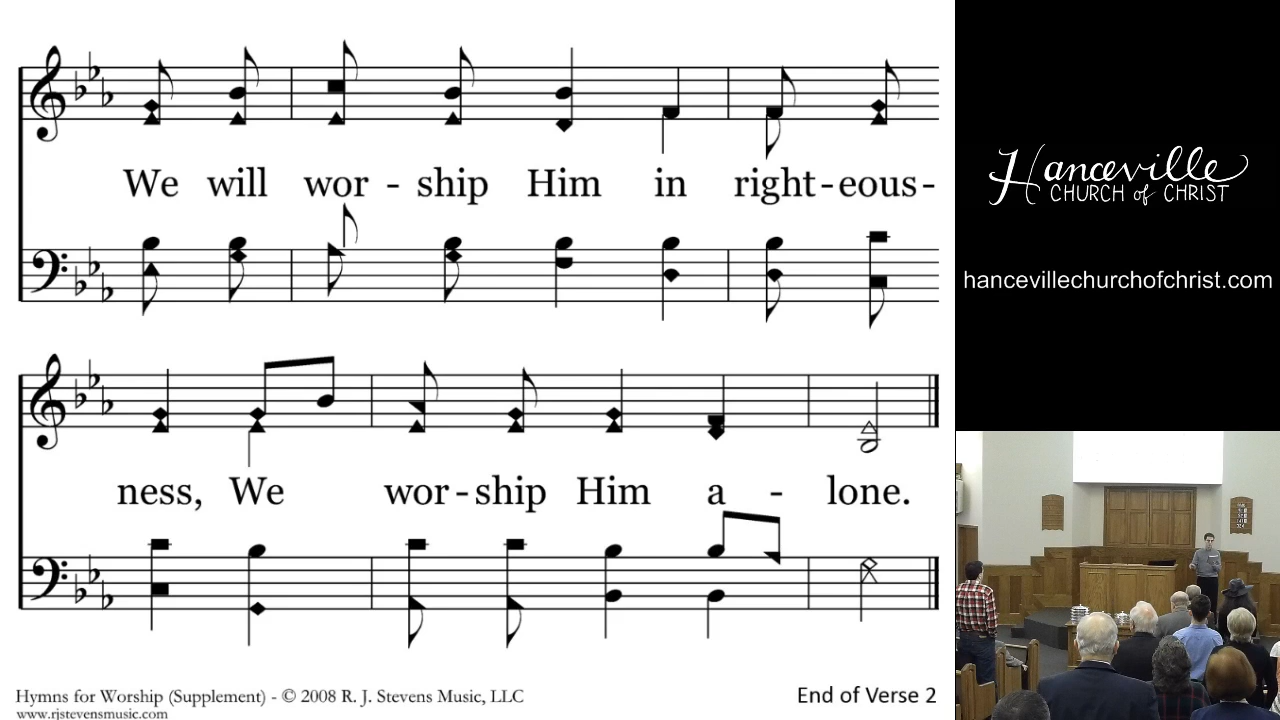 We will wor - ship Him in right - eous -
ness, We wor - ship Him a - lone.
Hymns for Worship (Supplement) - © 2008 R. J. Stevens Music, LLC
www.rjstevensmusic.com
End of Verse 2
Hanceville
CHURCH of CHRIST
hancevillechurchofchrist.com